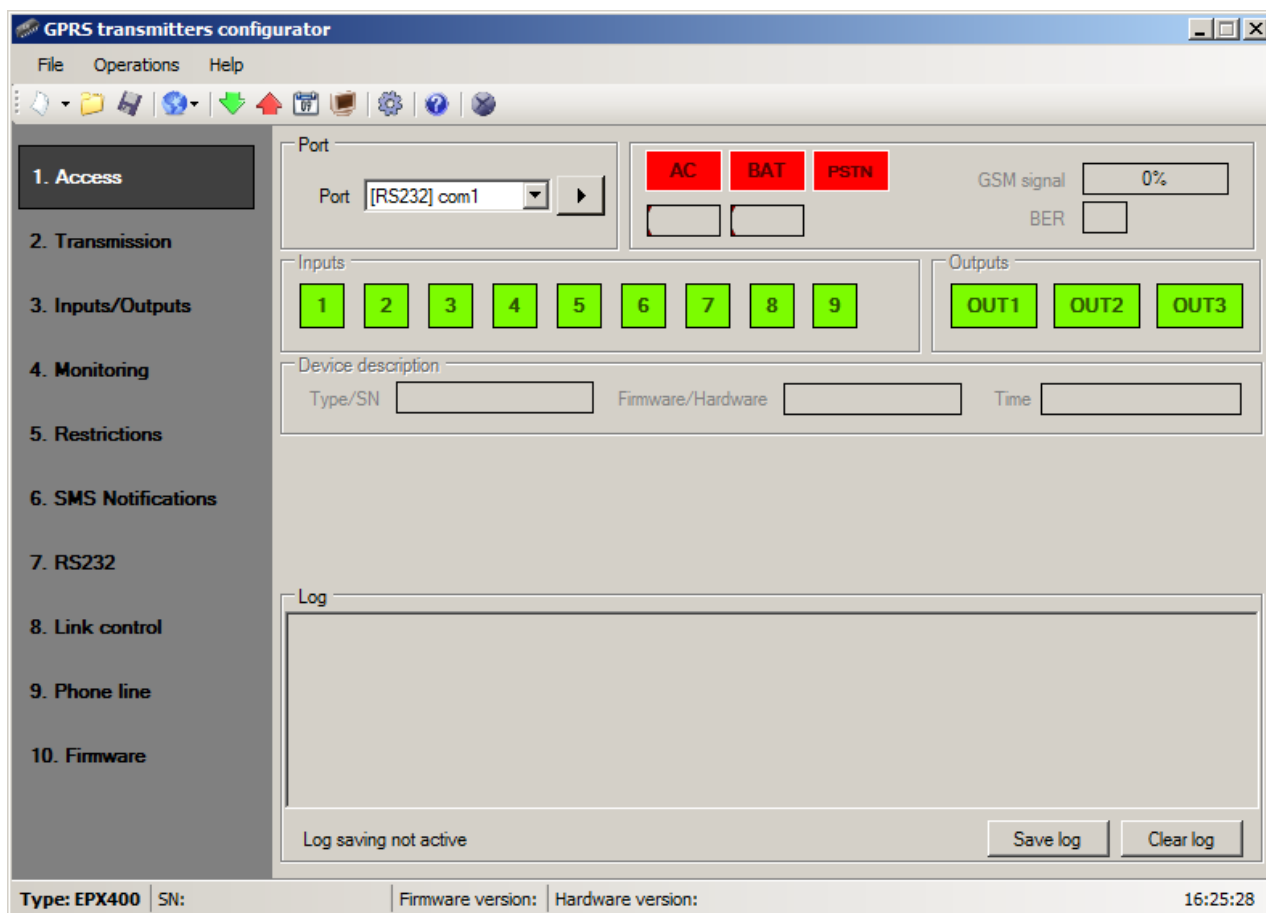 GPRS transmitters configurator
File Operations Help
1. Access
2. Transmission
3. Inputs/Outputs
4. Monitoring
5. Restrictions
6. SMS Notifications
7. RS232
8. Link control
9. Phone line
10. Firmware
Port
Port [RS232] com1
AC BAT PSTN
GSM signal 0%
BER
Inputs
1 2 3 4 5 6 7 8 9
Outputs
OUT1 OUT2 OUT3
Device description
Type/SN Firmware/Hardware Time
Log
Log saving not active Save log Clear log
Type: EPX400 SN: Firmware version: Hardware version: 16:25:28